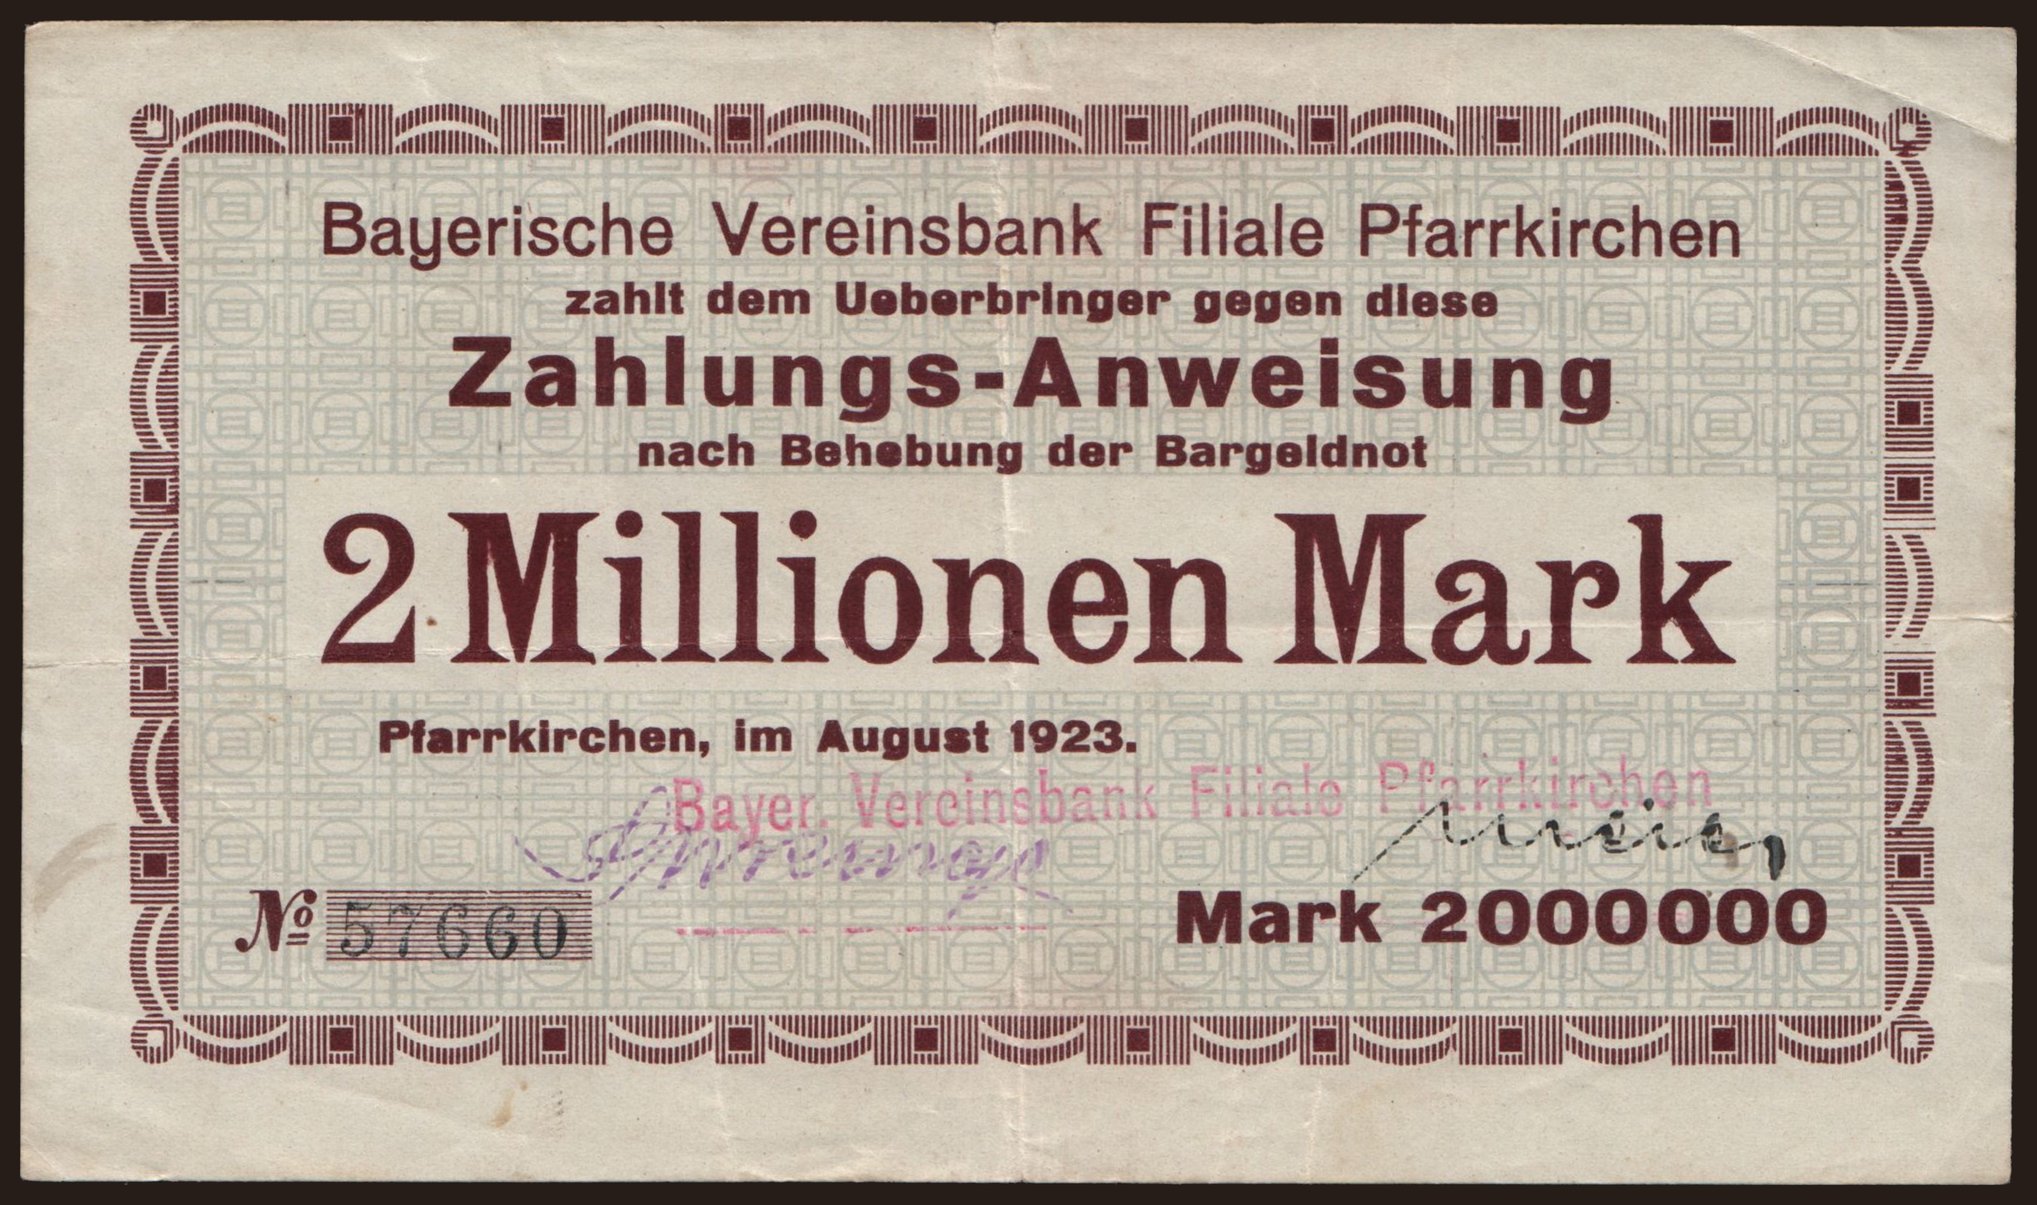 Bayerische Vereinsbank Filiale Pfarrkirchen
zahlt dem Ueberbringer gegen diese
Zahlungs-Anweisung
nach Behebung der Bargeldnot
2 Millionen Mark
Pfarrkirchen, im August 1923.
Bayer. Vereinsbank Filiale Pfarrkirchen
№ 57660
Mark 2000000